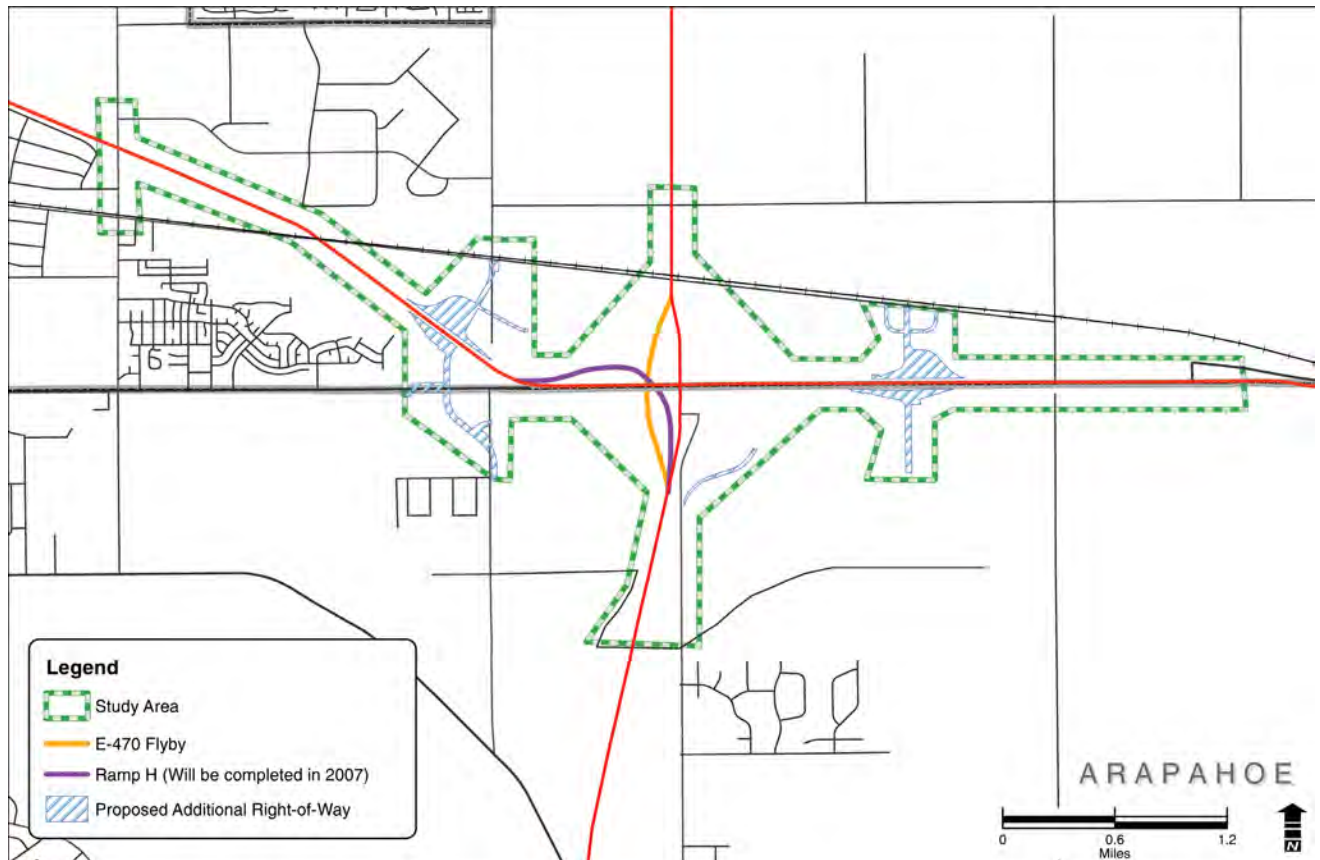 Legend
Study Area
E-470 Flyby
Ramp H (Will be completed in 2007)
Proposed Additional Right-of-Way
ARAPAHOE
0 0.6 1.2
Miles
N